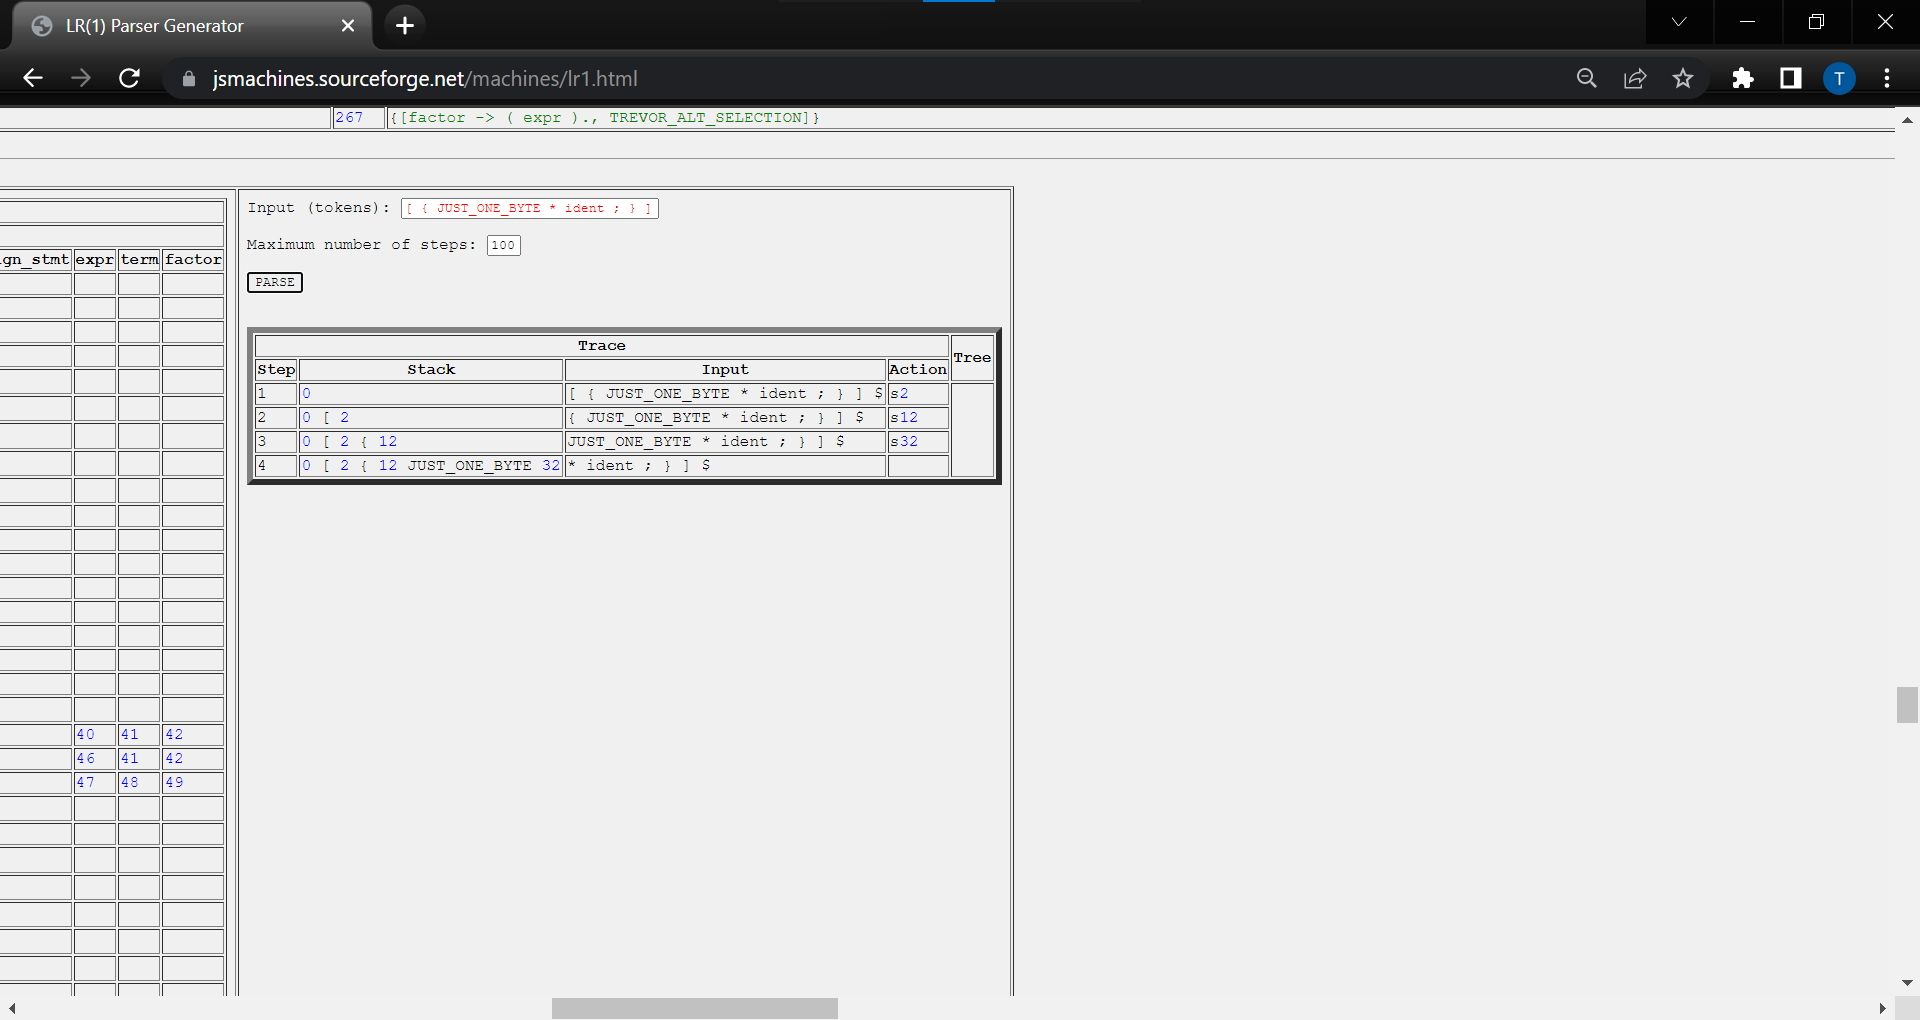 LR(1) Parser Generator
jsmachines.sourceforge.net/machines/lr1.html
T
267 {[factor -> ( expr )., TREVOR_ALT_SELECTION]}
Input (tokens): [ { JUST_ONE_BYTE * ident ; } ]
Maximum number of steps: 100
PARSE
gn_stmt expr term factor
40 41 42
46 41 42
47 48 49
Trace Tree
Step Stack Input Action
1 0 [ { JUST_ONE_BYTE * ident ; } ] $ s2
2 0 [ 2 { JUST_ONE_BYTE * ident ; } ] $ s12
3 0 [ 2 { 12 JUST_ONE_BYTE * ident ; } ] $ s32
4 0 [ 2 { 12 JUST_ONE_BYTE 32 * ident ; } ] $